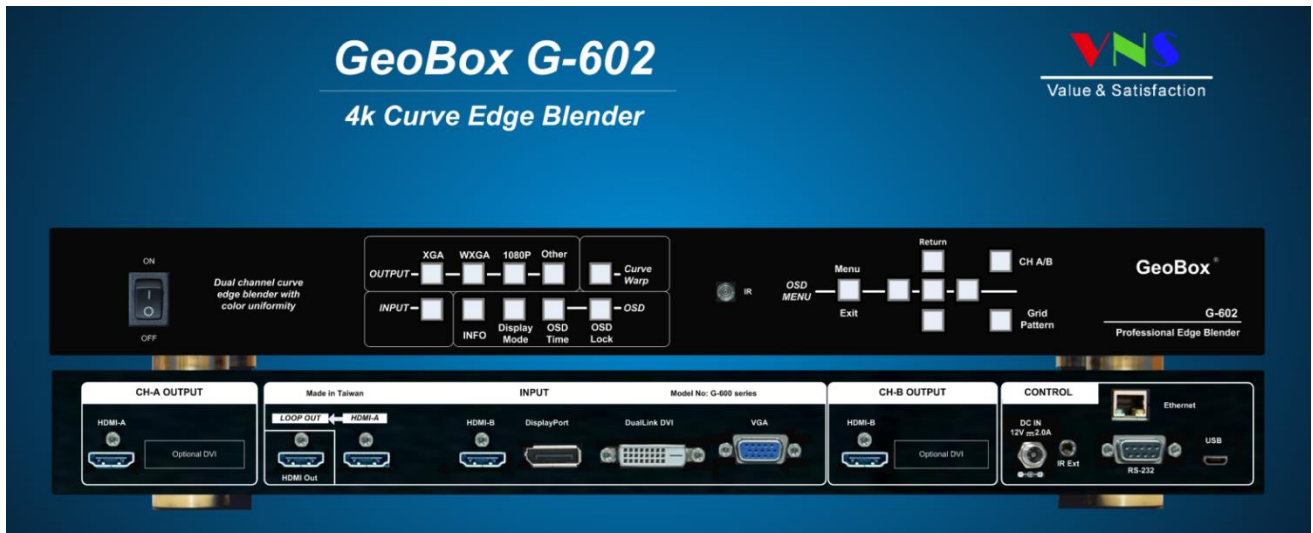 GeoBox G-602
4k Curve Edge Blender
VNS
Value & Satisfaction
ON
OFF
Dual channel curve
edge blender with
color uniformity
OUTPUT
XGA
WXGA
1080P
Other
Curve
Warp
INPUT
INFO
Display
Mode
OSD
Time
OSD
Lock
OSD
IR
OSD
MENU
Menu
Exit
Return
CH A/B
Grid
Pattern
GeoBox®
G-602
Professional Edge Blender
CH-A OUTPUT
HDMI-A
Optional DVI
Made in Taiwan
INPUT
Model No: G-600 series
LOOP OUT
HDMI-A
HDMI Out
HDMI-B
DisplayPort
DualLink DVI
VGA
CH-B OUTPUT
HDMI-B
Optional DVI
CONTROL
DC IN
12V⎓2.0A
IR Ext
Ethernet
RS-232
USB